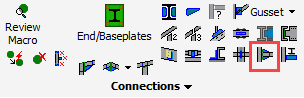 Review
Macro
End/Baseplates
?
Gusset
Connections